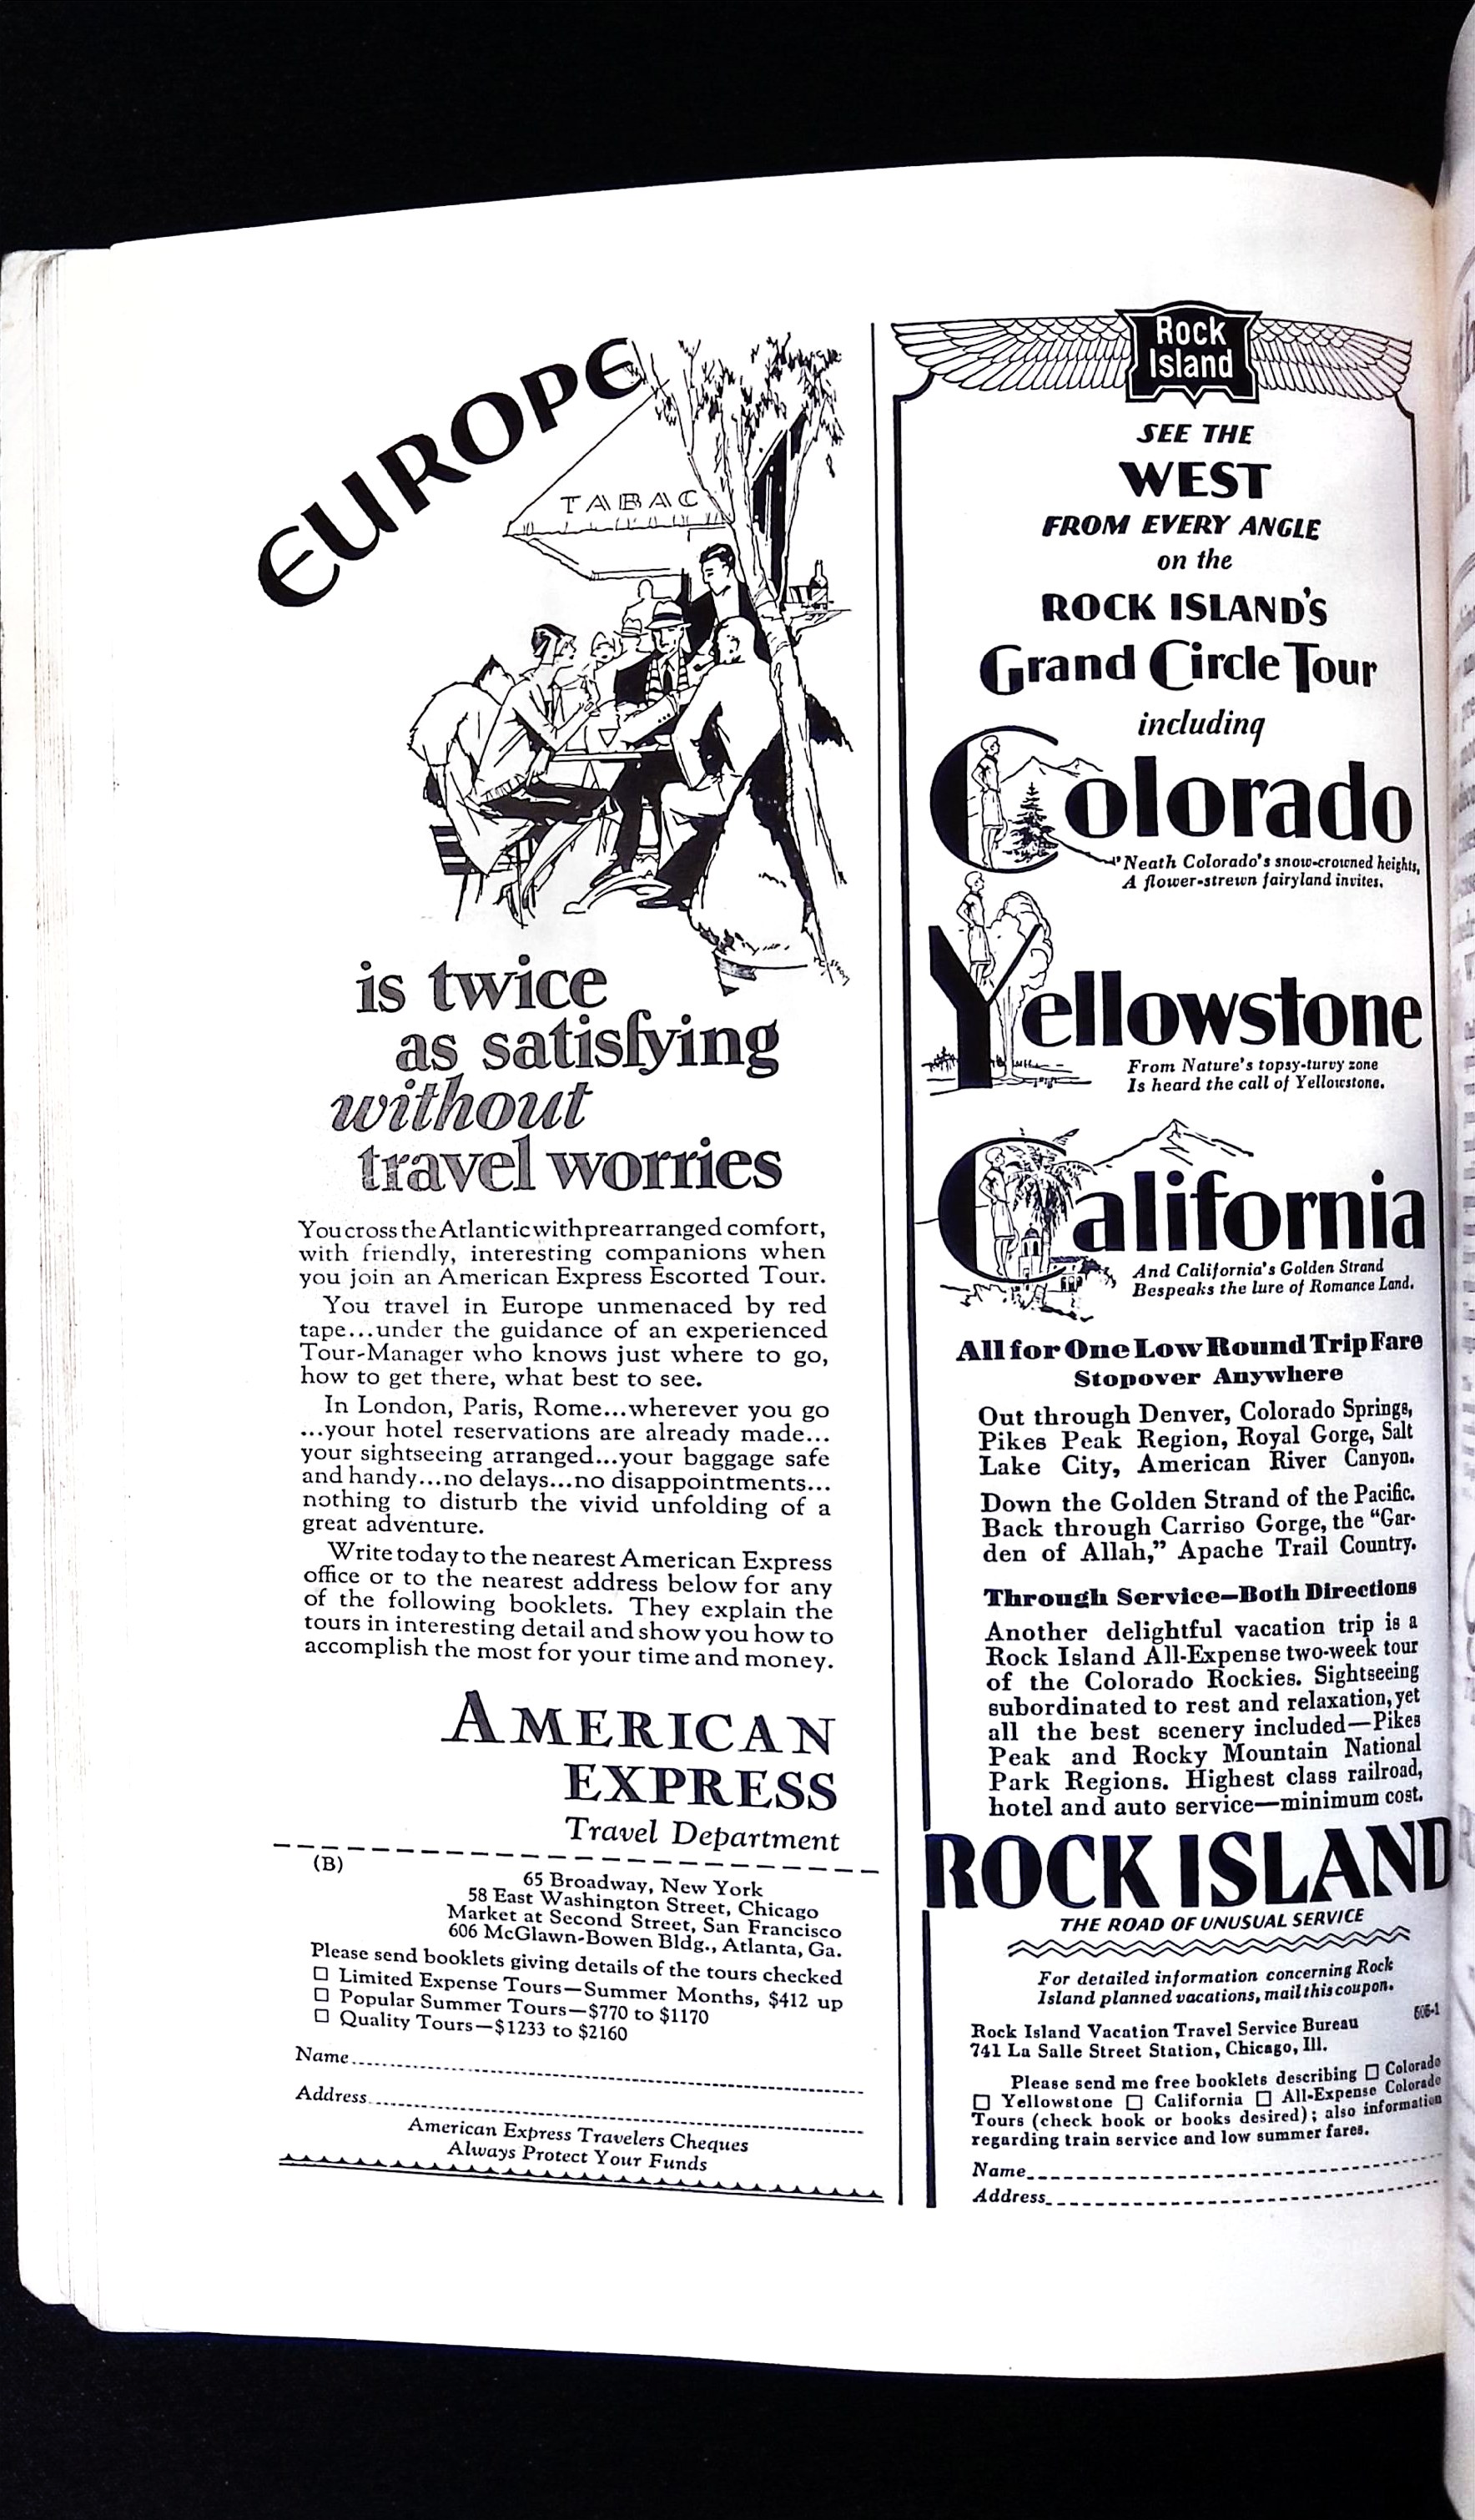 EUROPE
TABAC
is twice
as satisfying
without
travel worries
You cross the Atlantic with prearranged comfort,
with friendly, interesting companions when
you join an American Express Escorted Tour.
You travel in Europe unmenaced by red
tape...under the guidance of an experienced
Tour-Manager who knows just where to go,
how to get there, what best to see.
In London, Paris, Rome...wherever you go
...your hotel reservations are already made...
your sightseeing arranged...your baggage safe
and handy...no delays...no disappointments...
nothing to disturb the vivid unfolding of a
great adventure.
Write today to the nearest American Express
office or to the nearest address below for any
of the following booklets. They explain the
tours in interesting detail and show you how to
accomplish the most for your time and money.
AMERICAN
EXPRESS
Travel Department
(B)
65 Broadway, New York
58 East Washington Street, Chicago
Market at Second Street, San Francisco
606 McGlawn-Bowen Bldg., Atlanta, Ga.
Please send booklets giving details of the tours checked
☐ Limited Expense Tours—Summer Months, $412 up
☐ Popular Summer Tours—$770 to $1170
☐ Quality Tours—$1233 to $2160
Name
Address
American Express Travelers Cheques
Always Protect Your Funds
Rock
Island
SEE THE
WEST
FROM EVERY ANGLE
on the
ROCK ISLAND'S
Grand Circle Tour
including
Colorado
'Neath Colorado's snow-crowned heights,
A flower-strewn fairyland invites.
Yellowstone
From Nature's topsy-turvy zone
Is heard the call of Yellowstone.
California
And California's Golden Strand
Bespeaks the lure of Romance Land.
All for One Low Round Trip Fare
Stopover Anywhere
Out through Denver, Colorado Springs,
Pikes Peak Region, Royal Gorge, Salt
Lake City, American River Canyon.
Down the Golden Strand of the Pacific.
Back through Carriso Gorge, the "Gar-
den of Allah," Apache Trail Country.
Through Service—Both Directions
Another delightful vacation trip is a
Rock Island All-Expense two-week tour
of the Colorado Rockies. Sightseeing
subordinated to rest and relaxation, yet
all the best scenery included—Pikes
Peak and Rocky Mountain National
Park Regions. Highest class railroad,
hotel and auto service—minimum cost.
ROCK ISLAND
THE ROAD OF UNUSUAL SERVICE
For detailed information concerning Rock
Island planned vacations, mail this coupon.
606-1
Rock Island Vacation Travel Service Bureau
741 La Salle Street Station, Chicago, Ill.
Please send me free booklets describing ☐ Colorado
☐ Yellowstone ☐ California ☐ All-Expense Colorado
Tours (check book or books desired); also information
regarding train service and low summer fares.
Name
Address